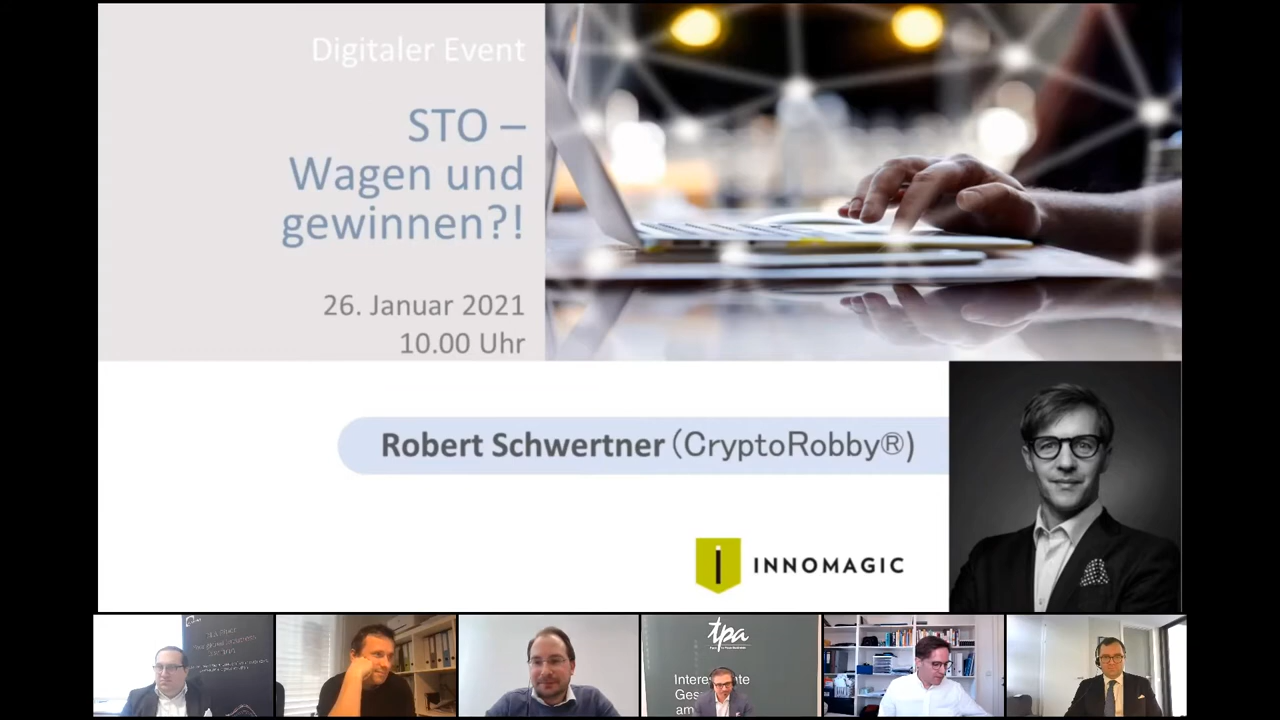 Digitaler Event
STO –
Wagen und
gewinnen?!
26. Januar 2021
10.00 Uhr
Robert Schwertner (CryptoRobby®)
INNOMAGIC
tpa